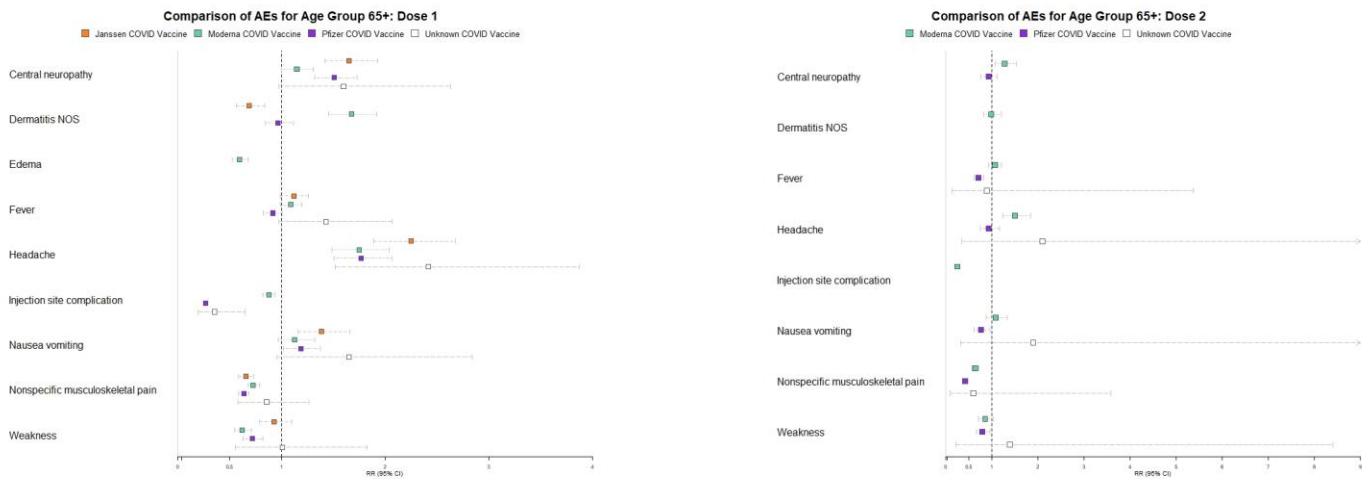 Comparison of AEs for Age Group 65+: Dose 1
Janssen COVID Vaccine Moderna COVID Vaccine Pfizer COVID Vaccine Unknown COVID Vaccine
Central neuropathy
Dermatitis NOS
Edema
Fever
Headache
Injection site complication
Nausea vomiting
Nonspecific musculoskeletal pain
Weakness
0 0.5 1 2 3 4
RR (95% CI)
Comparison of AEs for Age Group 65+: Dose 2
Moderna COVID Vaccine Pfizer COVID Vaccine Unknown COVID Vaccine
Central neuropathy
Dermatitis NOS
Fever
Headache
Injection site complication
Nausea vomiting
Nonspecific musculoskeletal pain
Weakness
0 0.5 1 2 3 4 5 6 7 8 9
RR (95% CI)